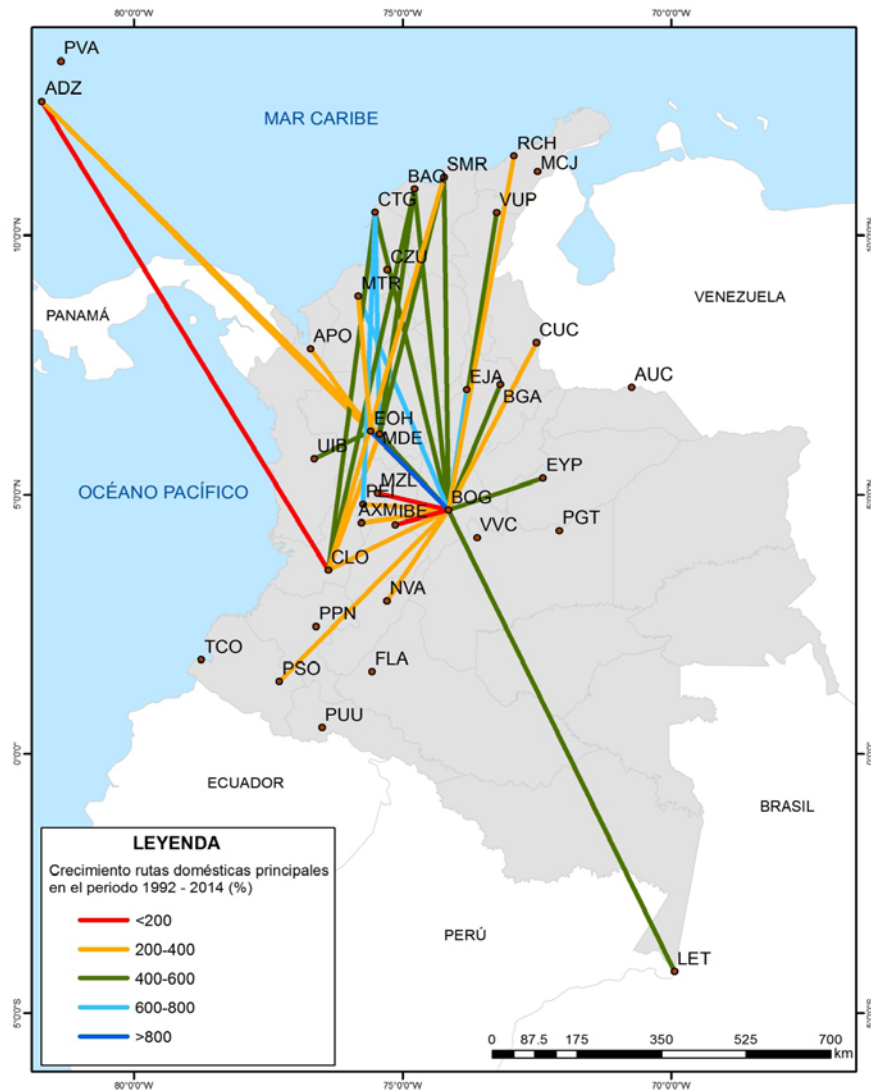 80°0'0"W 75°0'0"W 70°0'0"W
PVA
ADZ
MAR CARIBE
RCH
MCJ
SMR
BAQ
CTG
VUP
10°0'0"N 10°0'0"N
CZU
MTR
VENEZUELA
PANAMÁ
APO
CUC
EJA
BGA
AUC
EOH
MDE
UIB
EYP
OCÉANO PACÍFICO
5°0'0"N 5°0'0"N
MZL
PEI
BOG
AXM
IBE
VVC
PGT
CLO
NVA
PPN
TCO
PSO
FLA
PUU
0°0'0" 0°0'0"
ECUADOR
BRASIL
LEYENDA
Crecimiento rutas domésticas principales
en el periodo 1992 - 2014 (%)
<200
200-400
400-600
600-800
>800
PERÚ
LET
5°0'0"S 5°0'0"S
0 87.5 175 350 525 700
km
80°0'0"W 75°0'0"W 70°0'0"W